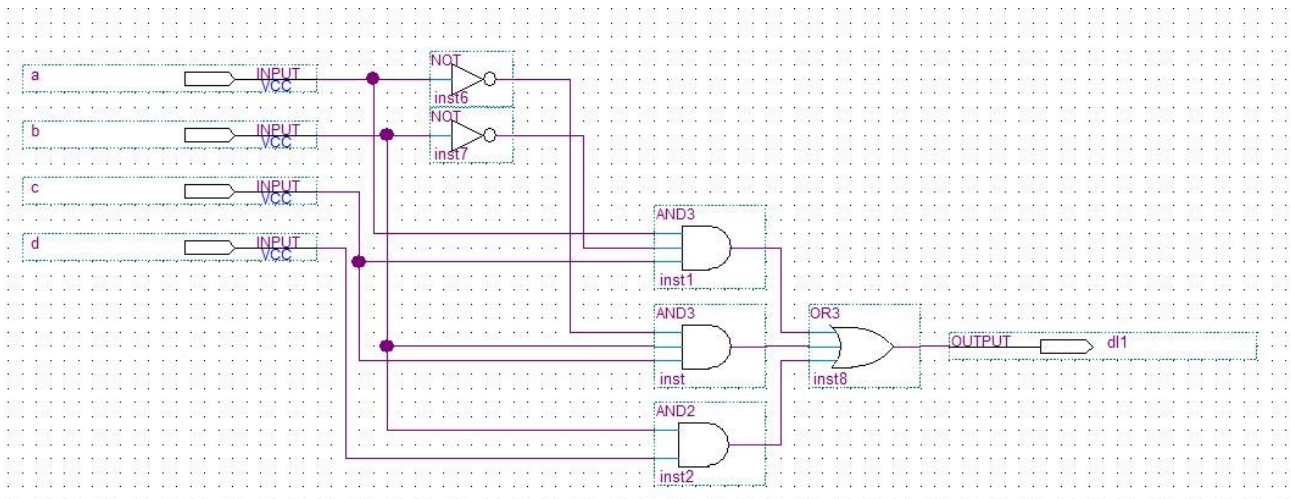 a
INPUT
VCC
NOT
inst6
b
INPUT
VCC
NOT
inst7
c
INPUT
VCC
d
INPUT
VCC
AND3
inst1
AND3
inst
OR3
inst8
OUTPUT
dl1
AND2
inst2